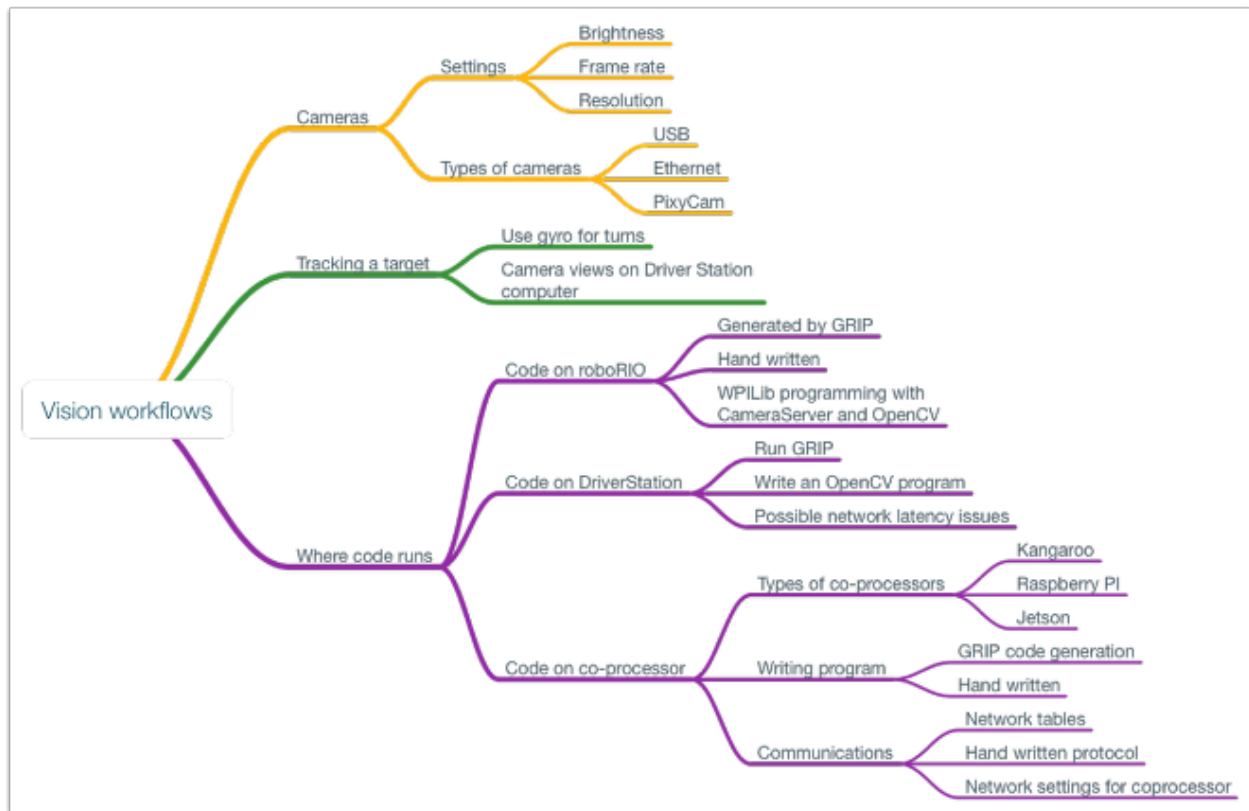 Brightness
Settings
Frame rate
Resolution
Cameras
USB
Types of cameras
Ethernet
PixyCam
Use gyro for turns
Tracking a target
Camera views on Driver Station
computer
Generated by GRIP
Code on roboRIO
Hand written
WPILib programming with
CameraServer and OpenCV
Vision workflows
Run GRIP
Code on DriverStation
Write an OpenCV program
Possible network latency issues
Where code runs
Kangaroo
Types of co-processors
Raspberry PI
Jetson
Code on co-processor
GRIP code generation
Writing program
Hand written
Network tables
Communications
Hand written protocol
Network settings for coprocessor